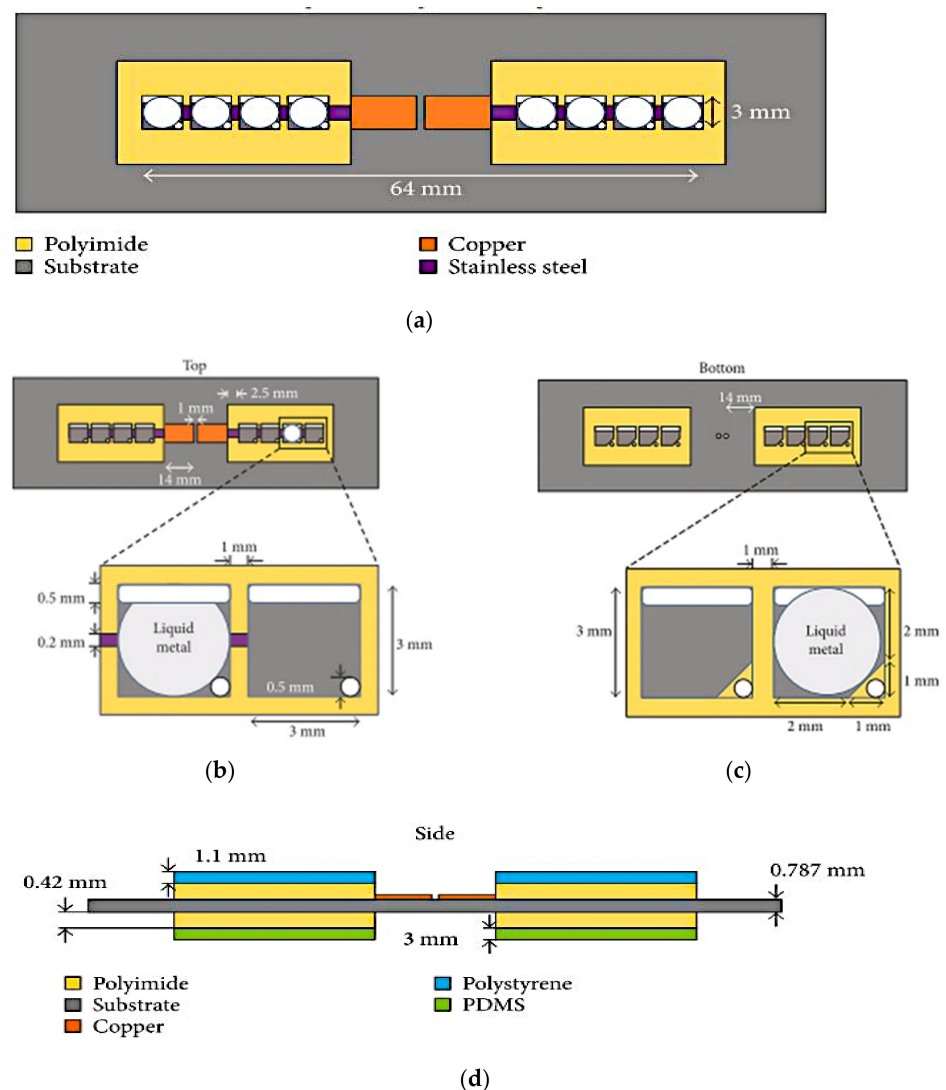 3 mm
64 mm
Polyimide
Copper
Substrate
Stainless steel
(a)
Top
2.5 mm
1 mm
14 mm
1 mm
0.5 mm
0.2 mm
Liquid
metal
3 mm
0.5 mm
3 mm
(b)
Bottom
14 mm
1 mm
3 mm
Liquid
metal
2 mm
1 mm
2 mm
1 mm
(c)
Side
1.1 mm
0.42 mm
0.787 mm
3 mm
Polyimide
Polystyrene
Substrate
PDMS
Copper
(d)